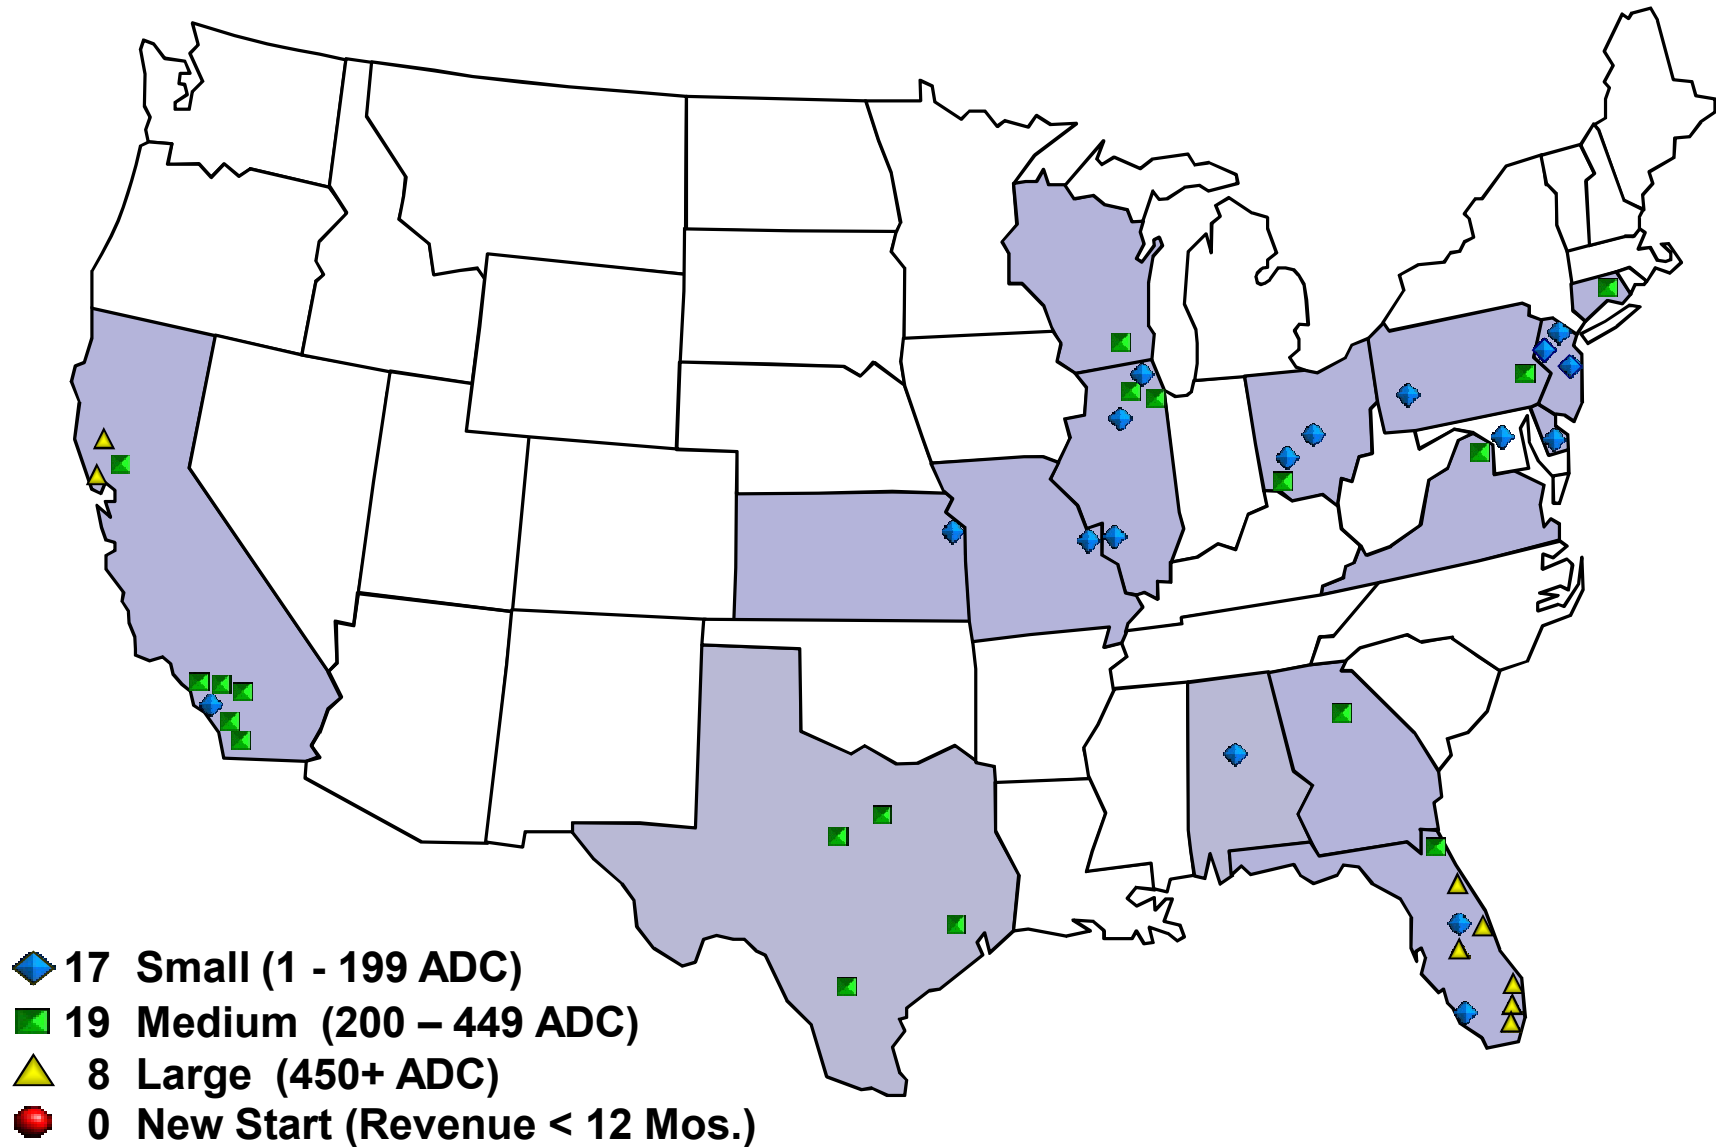 17 Small (1 - 199 ADC)
19 Medium (200 – 449 ADC)
8 Large (450+ ADC)
0 New Start (Revenue < 12 Mos.)